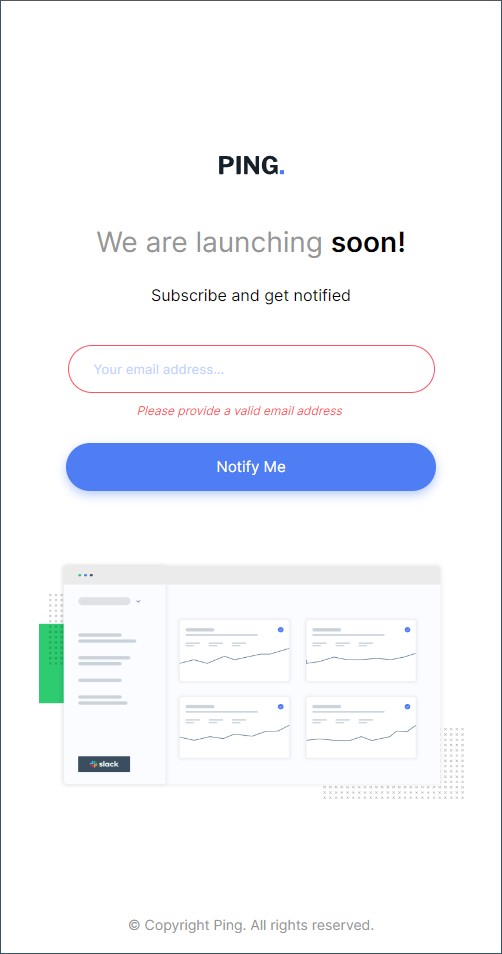 PING.
We are launching soon!
Subscribe and get notified
Your email address...
Please provide a valid email address
Notify Me
slack
© Copyright Ping. All rights reserved.